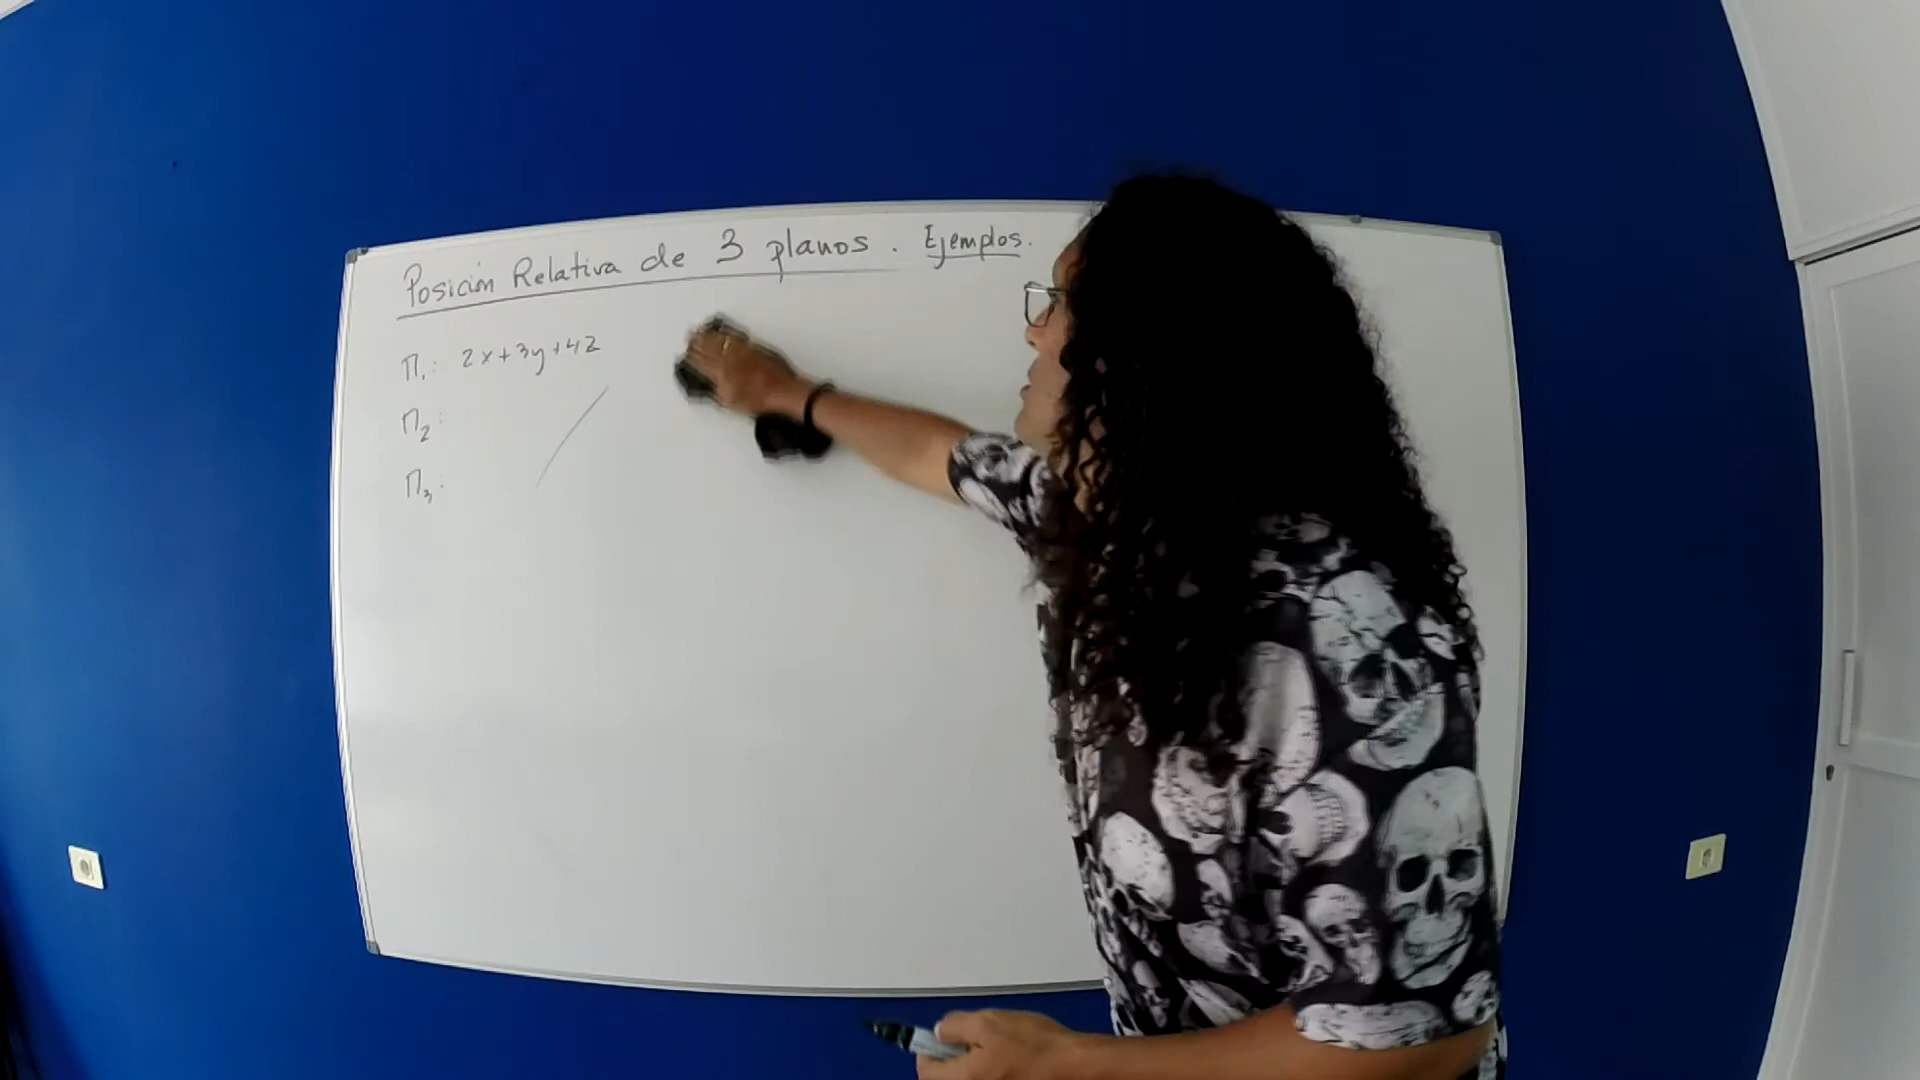 Posición Relativa de 3 planos. Ejemplos.
Π₁: 2x+3y+4z
Π₂:
Π₃: